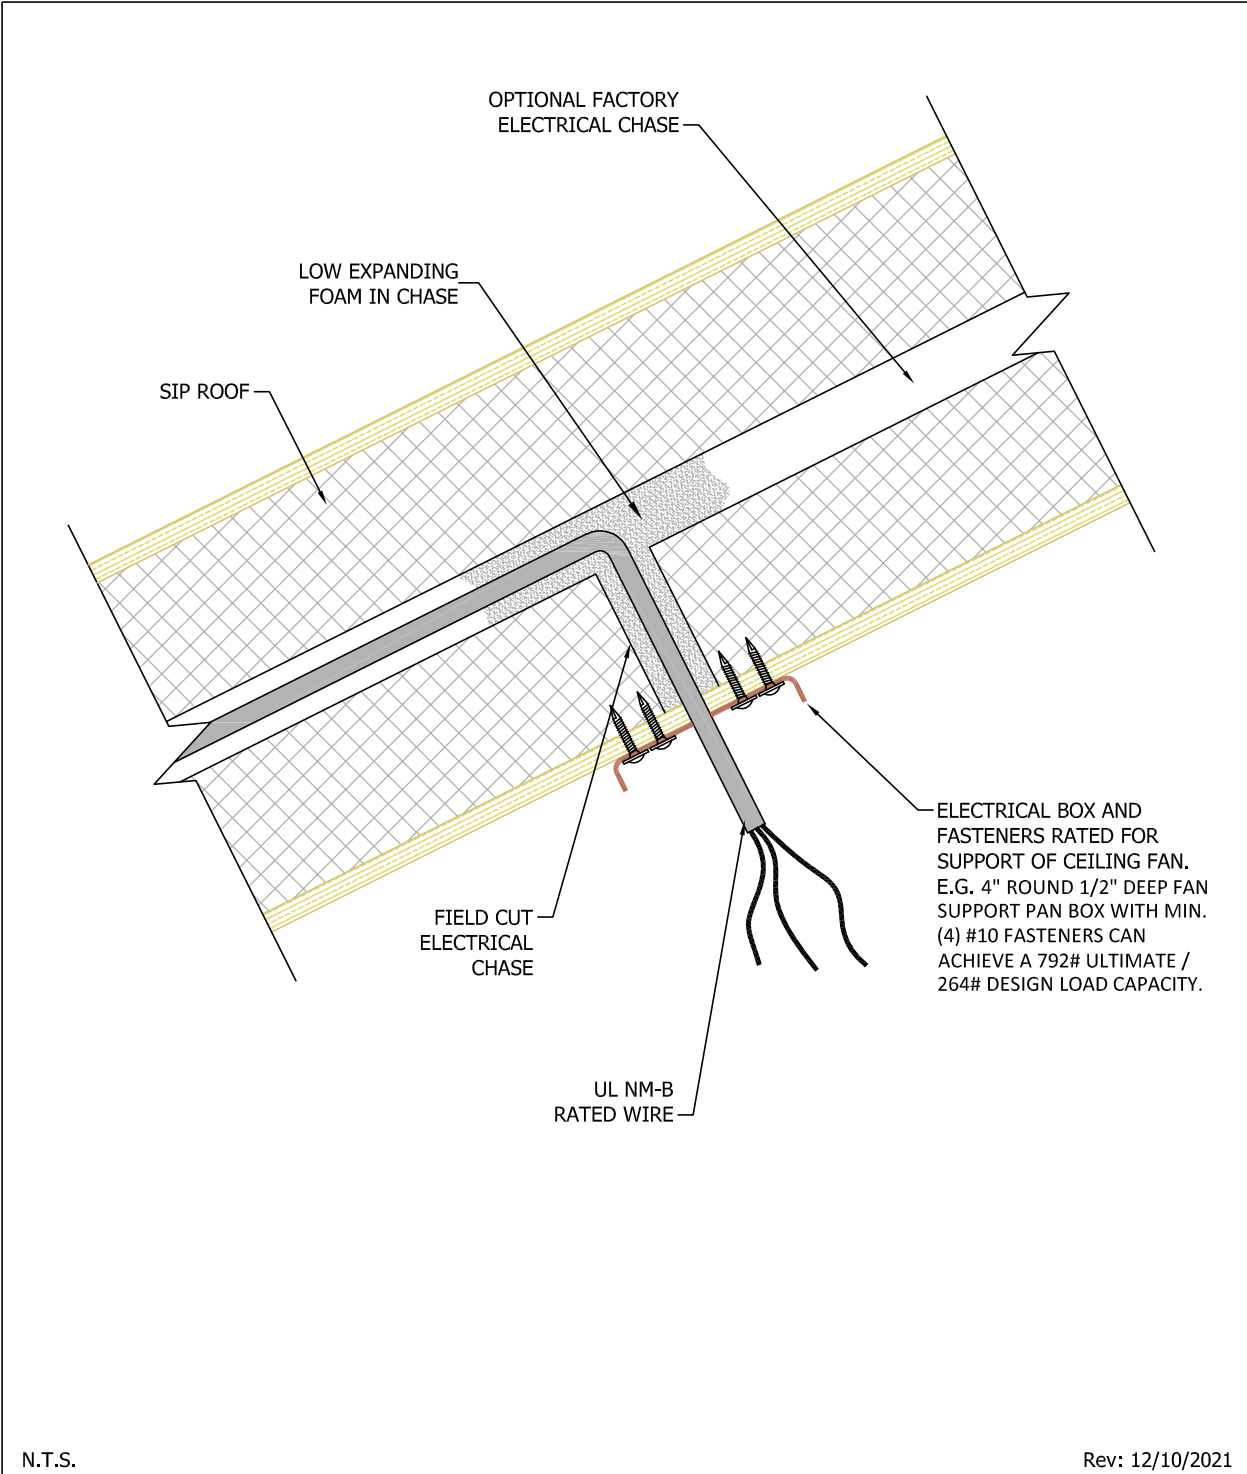 OPTIONAL FACTORY
ELECTRICAL CHASE
LOW EXPANDING
FOAM IN CHASE
SIP ROOF
ELECTRICAL BOX AND
FASTENERS RATED FOR
SUPPORT OF CEILING FAN.
E.G. 4" ROUND 1/2" DEEP FAN
SUPPORT PAN BOX WITH MIN.
(4) #10 FASTENERS CAN
ACHIEVE A 792# ULTIMATE /
264# DESIGN LOAD CAPACITY.
FIELD CUT
ELECTRICAL
CHASE
UL NM-B
RATED WIRE
N.T.S.
Rev: 12/10/2021